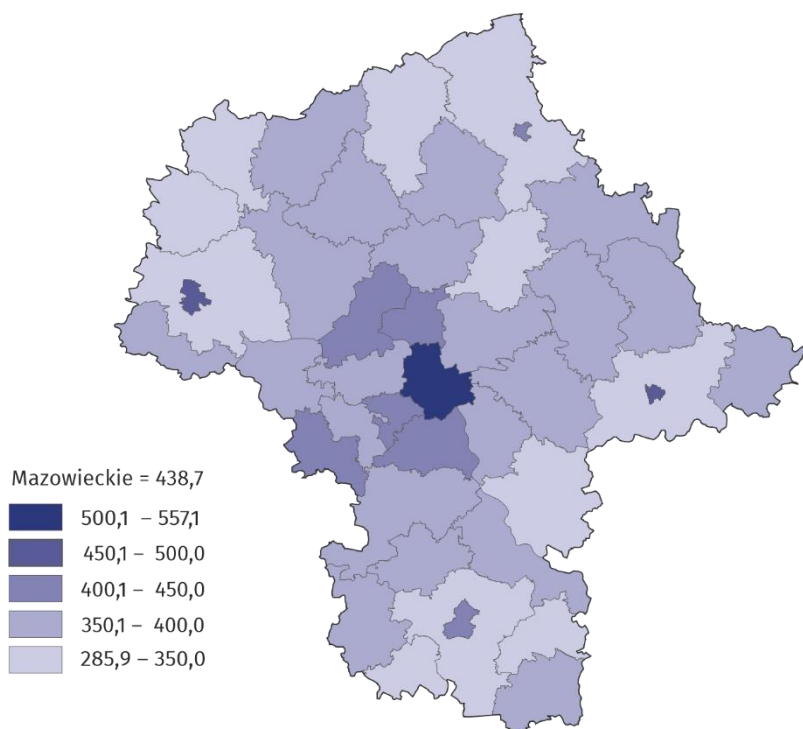 Mazowieckie = 438,7
500,1 – 557,1
450,1 – 500,0
400,1 – 450,0
350,1 – 400,0
285,9 – 350,0